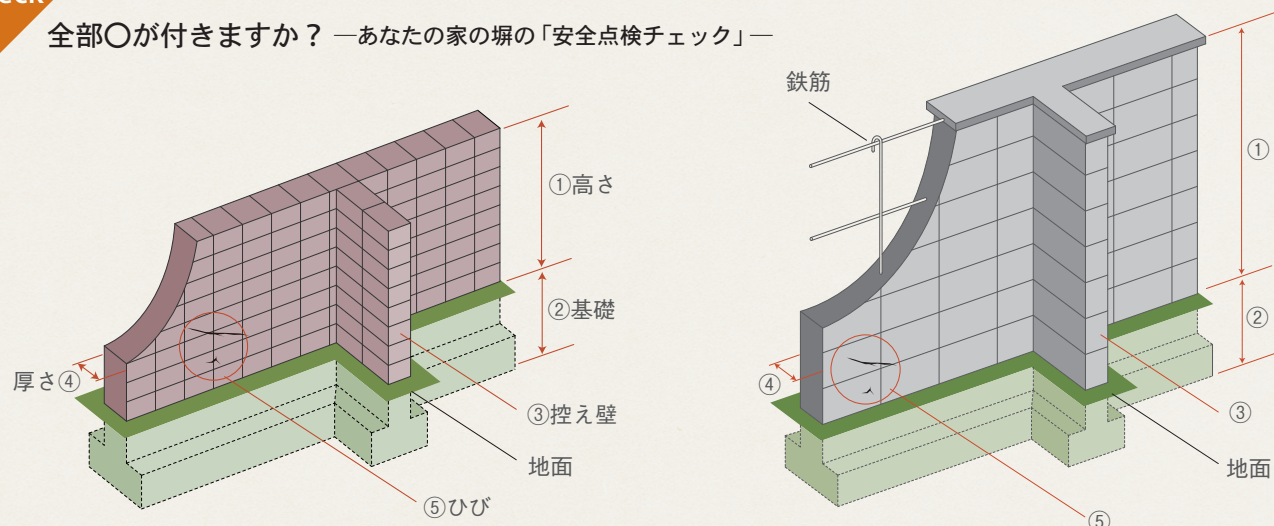 全部〇が付きますか？ ―あなたの家の塀の「安全点検チェック」―
①高さ
②基礎
厚さ④
③控え壁
地面
⑤ひび
鉄筋
①
②
④
③
地面
⑤